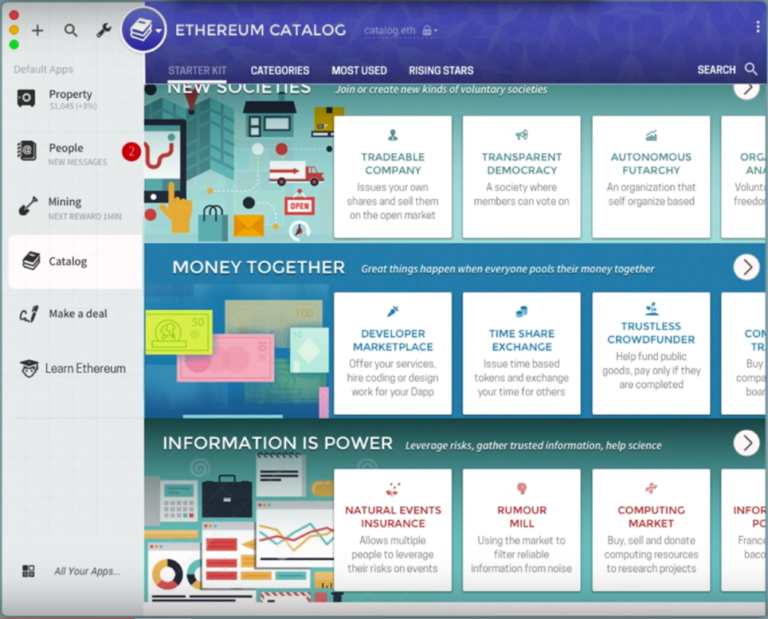 ETHEREUM CATALOG
catalog.eth
STARTER KIT
CATEGORIES
MOST USED
RISING STARS
SEARCH
Default Apps
Property
$1,045 (+3%)
People
NEW MESSAGES
2
Mining
NEXT REWARD 1MIN
Catalog
Make a deal
Learn Ethereum
All Your Apps...
NEW SOCIETIES
Join or create new kinds of voluntary societies
OPEN
TRADEABLE
COMPANY
Issues your own
shares and sell them
on the open market
TRANSPARENT
DEMOCRACY
A society where
members can vote on
AUTONOMOUS
FUTARCHY
An organization that
self organize based
ORG
ANA
Volunt
freedo
MONEY TOGETHER
Great things happen when everyone pools their money together
50
100
DEVELOPER
MARKETPLACE
Offer your services,
hire coding or design
work for your Dapp
TIME SHARE
EXCHANGE
Issue time based
tokens and exchange
your time for others
TRUSTLESS
CROWDFUNDER
Help fund public
goods, pay only if they
are completed
COM
TRA
Buy
compa
boar
INFORMATION IS POWER
Leverage risks, gather trusted information, help science
NATURAL EVENTS
INSURANCE
Allows multiple
people to leverage
their risks on events
RUMOUR
MILL
Using the market to
filter reliable
information from noise
COMPUTING
MARKET
Buy, sell and donate
computing resources
to research projects
INFOR
PO
France
baco